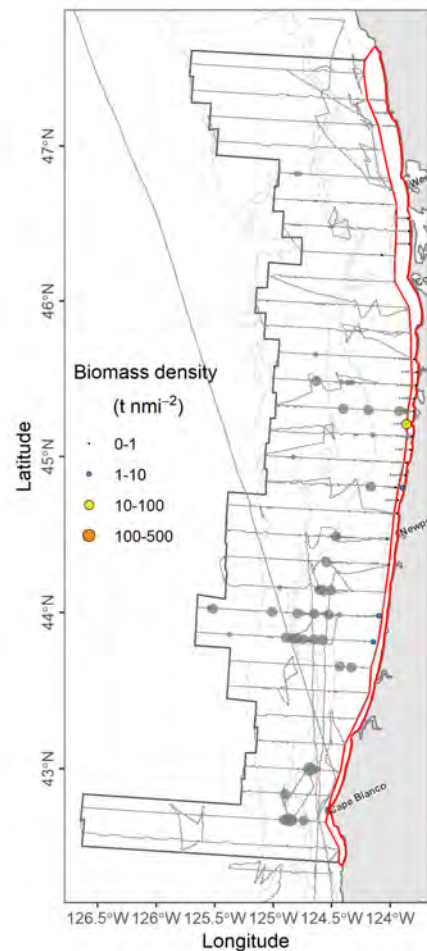 47°N
46°N
45°N
44°N
43°N
Latitude
Biomass density
(t nmi⁻²)
0-1
1-10
10-100
100-500
Newp
Cape Blanco
126.5°W 126°W 125.5°W 125°W 124.5°W 124°W
Longitude